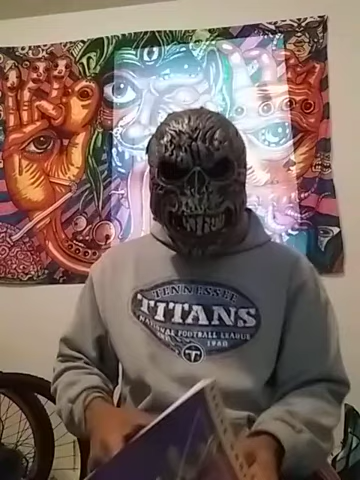 TENNESSEE
TITANS
NATIONAL FOOTBALL LEAGUE
1960
T